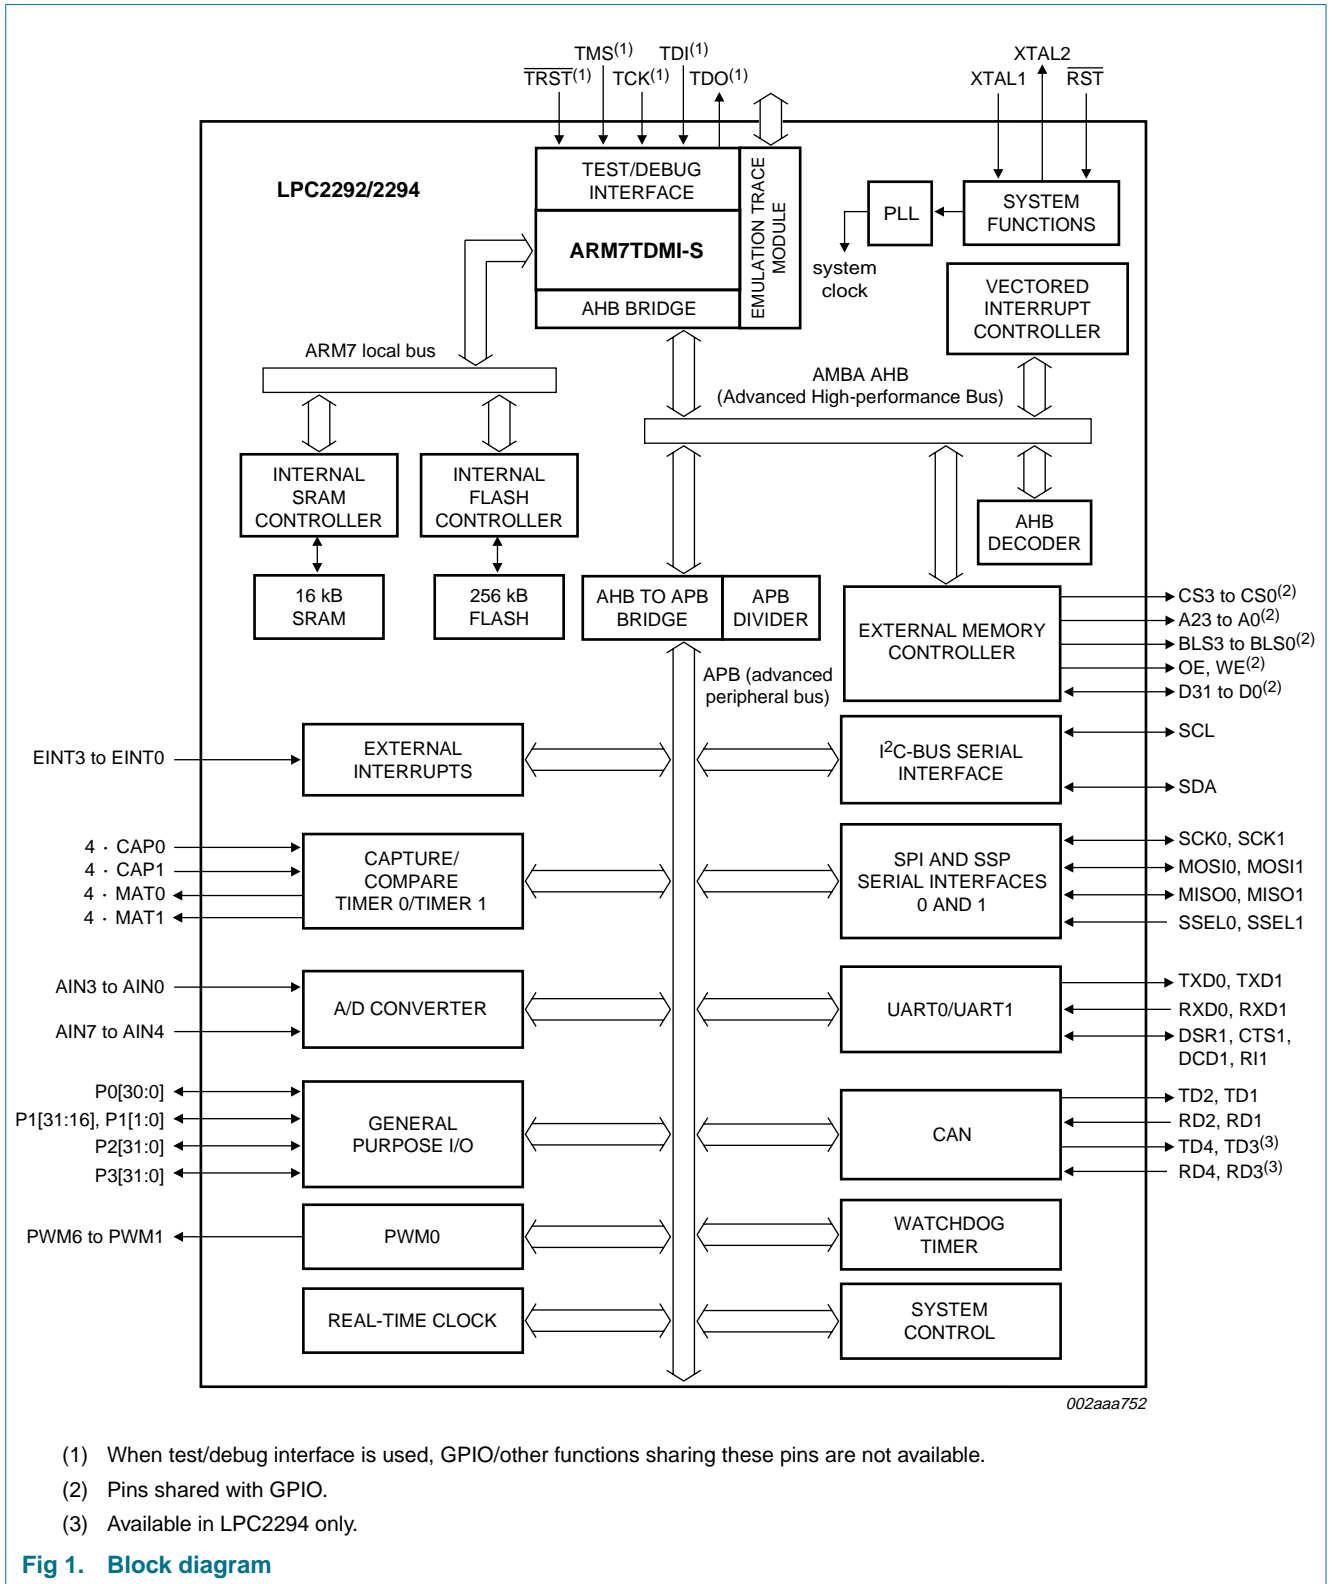 TMS(1)
TDI(1)
XTAL2
TRST(1)
TCK(1)
TDO(1)
XTAL1
RST
LPC2292/2294
TEST/DEBUG
INTERFACE
EMULATION TRACE
MODULE
PLL
SYSTEM
FUNCTIONS
ARM7TDMI-S
system
clock
AHB BRIDGE
VECTORED
INTERRUPT
CONTROLLER
ARM7 local bus
AMBA AHB
(Advanced High-performance Bus)
INTERNAL
SRAM
CONTROLLER
INTERNAL
FLASH
CONTROLLER
AHB
DECODER
16 kB
SRAM
256 kB
FLASH
AHB TO APB
BRIDGE
APB
DIVIDER
EXTERNAL MEMORY
CONTROLLER
CS3 to CS0(2)
A23 to A0(2)
BLS3 to BLS0(2)
OE, WE(2)
D31 to D0(2)
APB (advanced
peripheral bus)
EINT3 to EINT0
EXTERNAL
INTERRUPTS
I2C-BUS SERIAL
INTERFACE
SCL
SDA
4 · CAP0
4 · CAP1
4 · MAT0
4 · MAT1
CAPTURE/
COMPARE
TIMER 0/TIMER 1
SPI AND SSP
SERIAL INTERFACES
0 AND 1
SCK0, SCK1
MOSI0, MOSI1
MISO0, MISO1
SSEL0, SSEL1
AIN3 to AIN0
AIN7 to AIN4
A/D CONVERTER
UART0/UART1
TXD0, TXD1
RXD0, RXD1
DSR1, CTS1,
DCD1, RI1
P0[30:0]
P1[31:16], P1[1:0]
P2[31:0]
P3[31:0]
GENERAL
PURPOSE I/O
CAN
TD2, TD1
RD2, RD1
TD4, TD3(3)
RD4, RD3(3)
PWM6 to PWM1
PWM0
WATCHDOG
TIMER
REAL-TIME CLOCK
SYSTEM
CONTROL
002aaa752
(1) When test/debug interface is used, GPIO/other functions sharing these pins are not available.
(2) Pins shared with GPIO.
(3) Available in LPC2294 only.
Fig 1. Block diagram